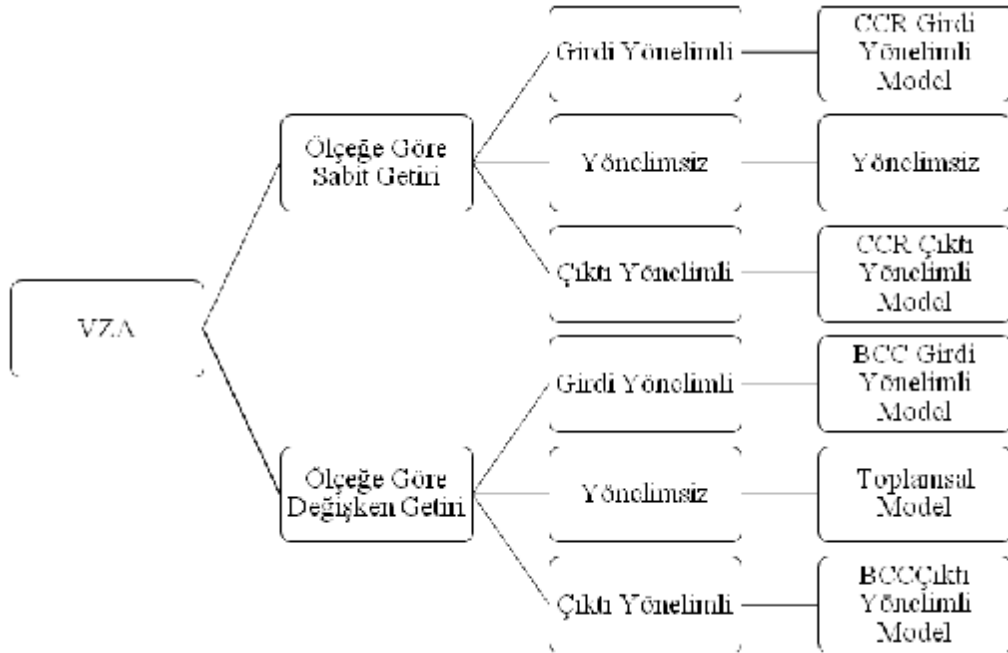 Girdi Yönelimli
CCR Girdi
Yönelimli
Model
Ölçeğe Göre
Sabit Getiri
Yönelimsiz
Yönelimsiz
Çıktı Yönelimli
CCR Çıktı
Yönelimli
Model
VZA
Girdi Yönelimli
BCC Girdi
Yönelimli
Model
Ölçeğe Göre
Değişken Getiri
Yönelimsiz
Toplamsal
Model
Çıktı Yönelimli
BCCÇıktı
Yönelimli
Model